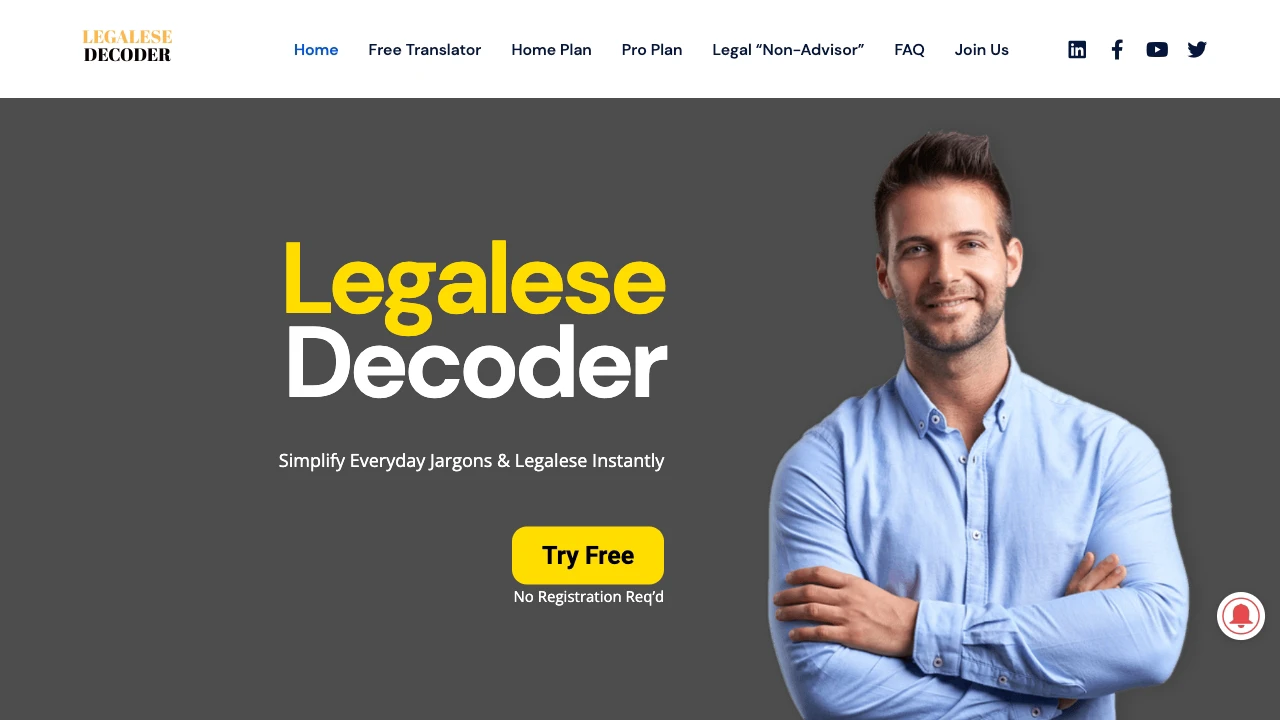 LEGALESE
DECODER
Home Free Translator Home Plan Pro Plan Legal “Non-Advisor” FAQ Join Us
Legalese
Decoder
Simplify Everyday Jargons & Legalese Instantly
Try Free
No Registration Req’d